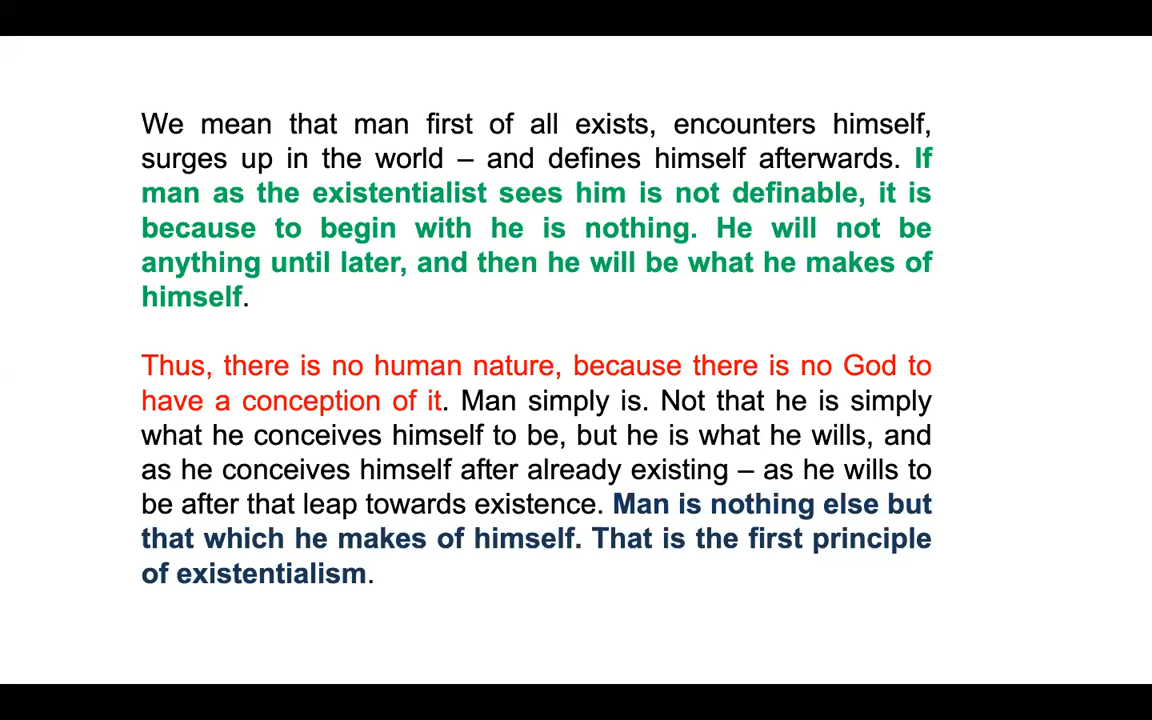 We mean that man first of all exists, encounters himself,
surges up in the world – and defines himself afterwards. If
man as the existentialist sees him is not definable, it is
because to begin with he is nothing. He will not be
anything until later, and then he will be what he makes of
himself.
Thus, there is no human nature, because there is no God to
have a conception of it. Man simply is. Not that he is simply
what he conceives himself to be, but he is what he wills, and
as he conceives himself after already existing – as he wills to
be after that leap towards existence. Man is nothing else but
that which he makes of himself. That is the first principle
of existentialism.